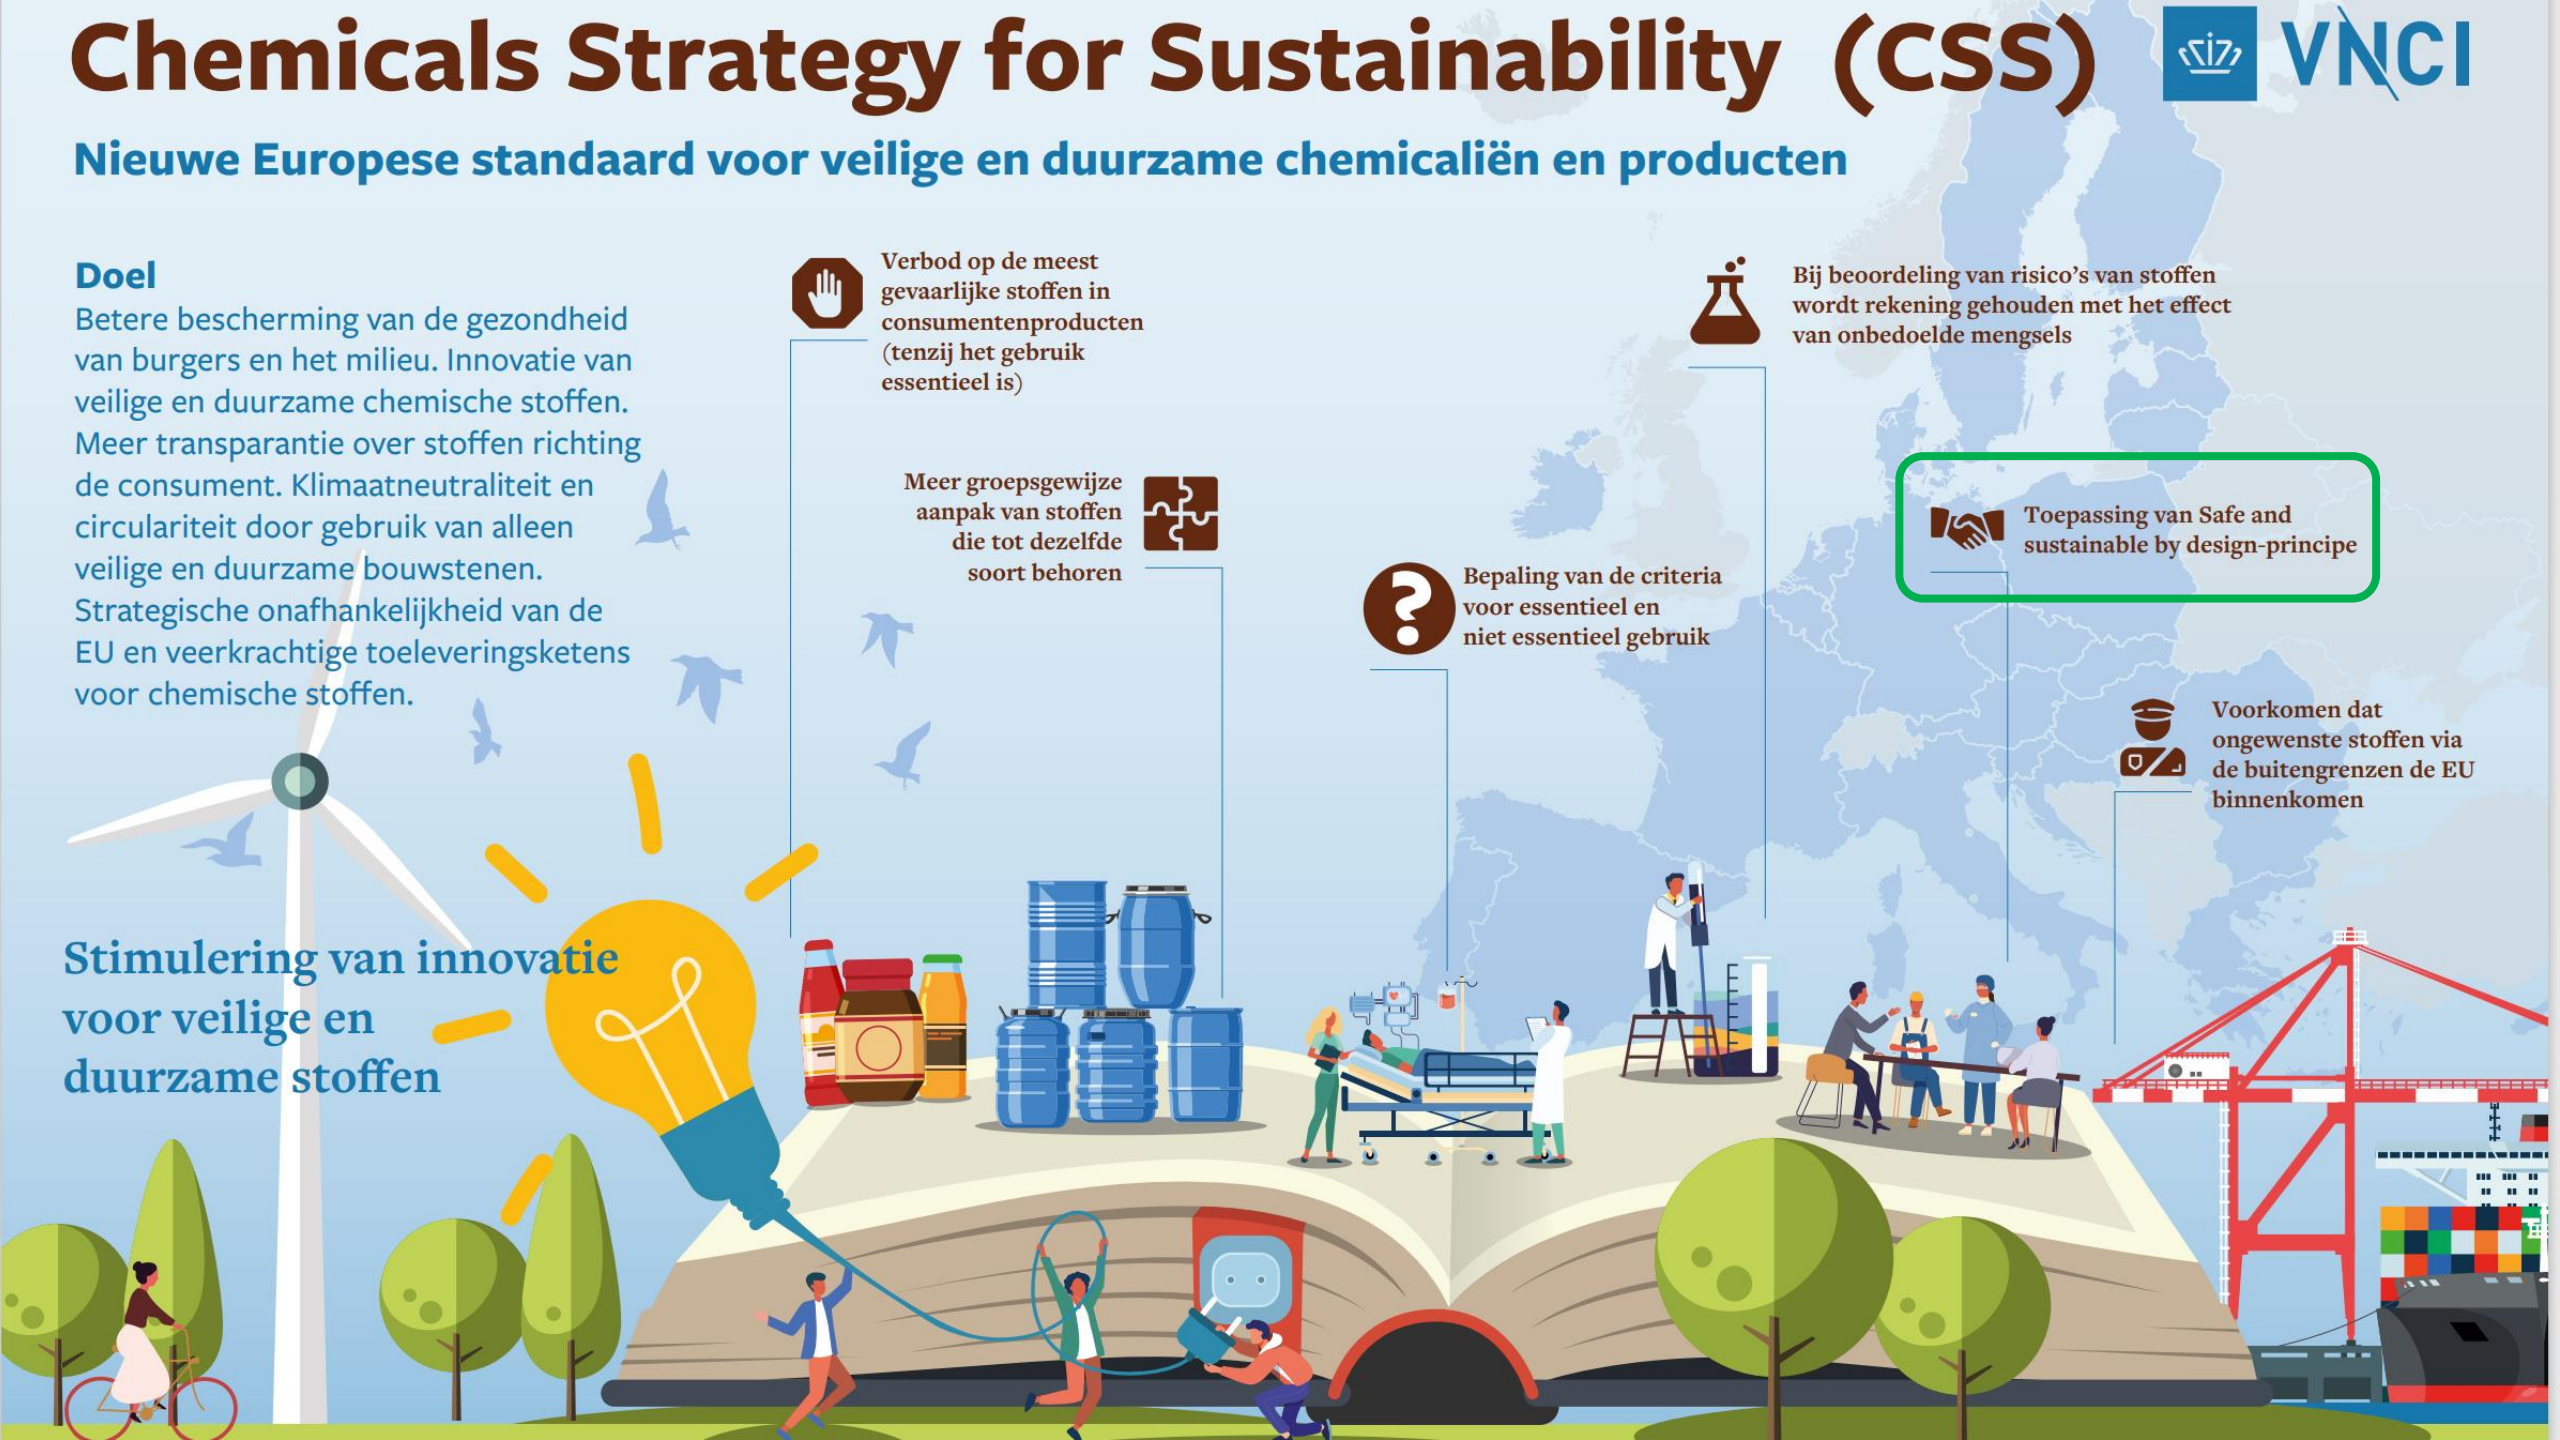 Chemicals Strategy for Sustainability (CSS)
VNCI
Nieuwe Europese standaard voor veilige en duurzame chemicaliën en producten
Doel
Betere bescherming van de gezondheid
van burgers en het milieu. Innovatie van
veilige en duurzame chemische stoffen.
Meer transparantie over stoffen richting
de consument. Klimaatneutraliteit en
circulariteit door gebruik van alleen
veilige en duurzame bouwstenen.
Strategische onafhankelijkheid van de
EU en veerkrachtige toeleveringsketens
voor chemische stoffen.
Verbod op de meest
gevaarlijke stoffen in
consumentenproducten
(tenzij het gebruik
essentieel is)
Meer groepsgewijze
aanpak van stoffen
die tot dezelfde
soort behoren
?
Bepaling van de criteria
voor essentieel en
niet essentieel gebruik
Bij beoordeling van risico’s van stoffen
wordt rekening gehouden met het effect
van onbedoelde mengsels
Toepassing van Safe and
sustainable by design-principe
Voorkomen dat
ongewenste stoffen via
de buitengrenzen de EU
binnenkomen
Stimulering van innovatie
voor veilige en
duurzame stoffen